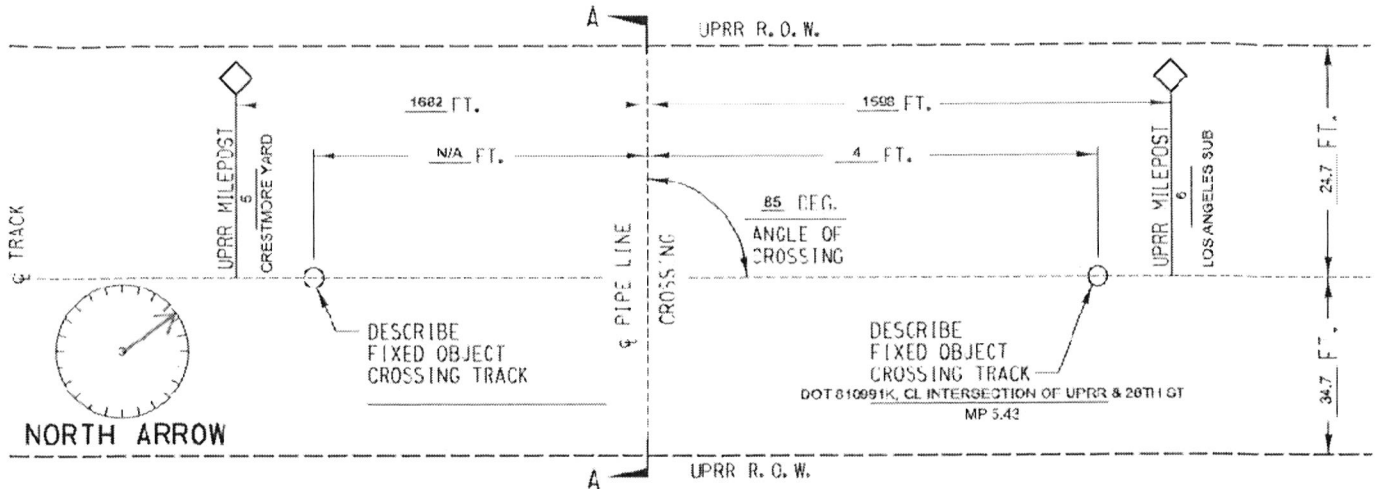 A
UPRR R.O.W.
1682 FT.
1598 FT.
N/A FT.
4 FT.
UPRR MILEPOST
5
CRESTMORE YARD
85 DEG.
ANGLE OF
CROSSING
UPRR MILEPOST
6
LOS ANGELES SUB
24.7 FT.
34.7 FT.
℄ TRACK
℄ PIPE LINE
CROSSING
DESCRIBE
FIXED OBJECT
CROSSING TRACK
DESCRIBE
FIXED OBJECT
CROSSING TRACK
DOT 810991K, CL INTERSECTION OF UPRR & 28TH ST
MP 5.43
NORTH ARROW
A
UPRR R.O.W.